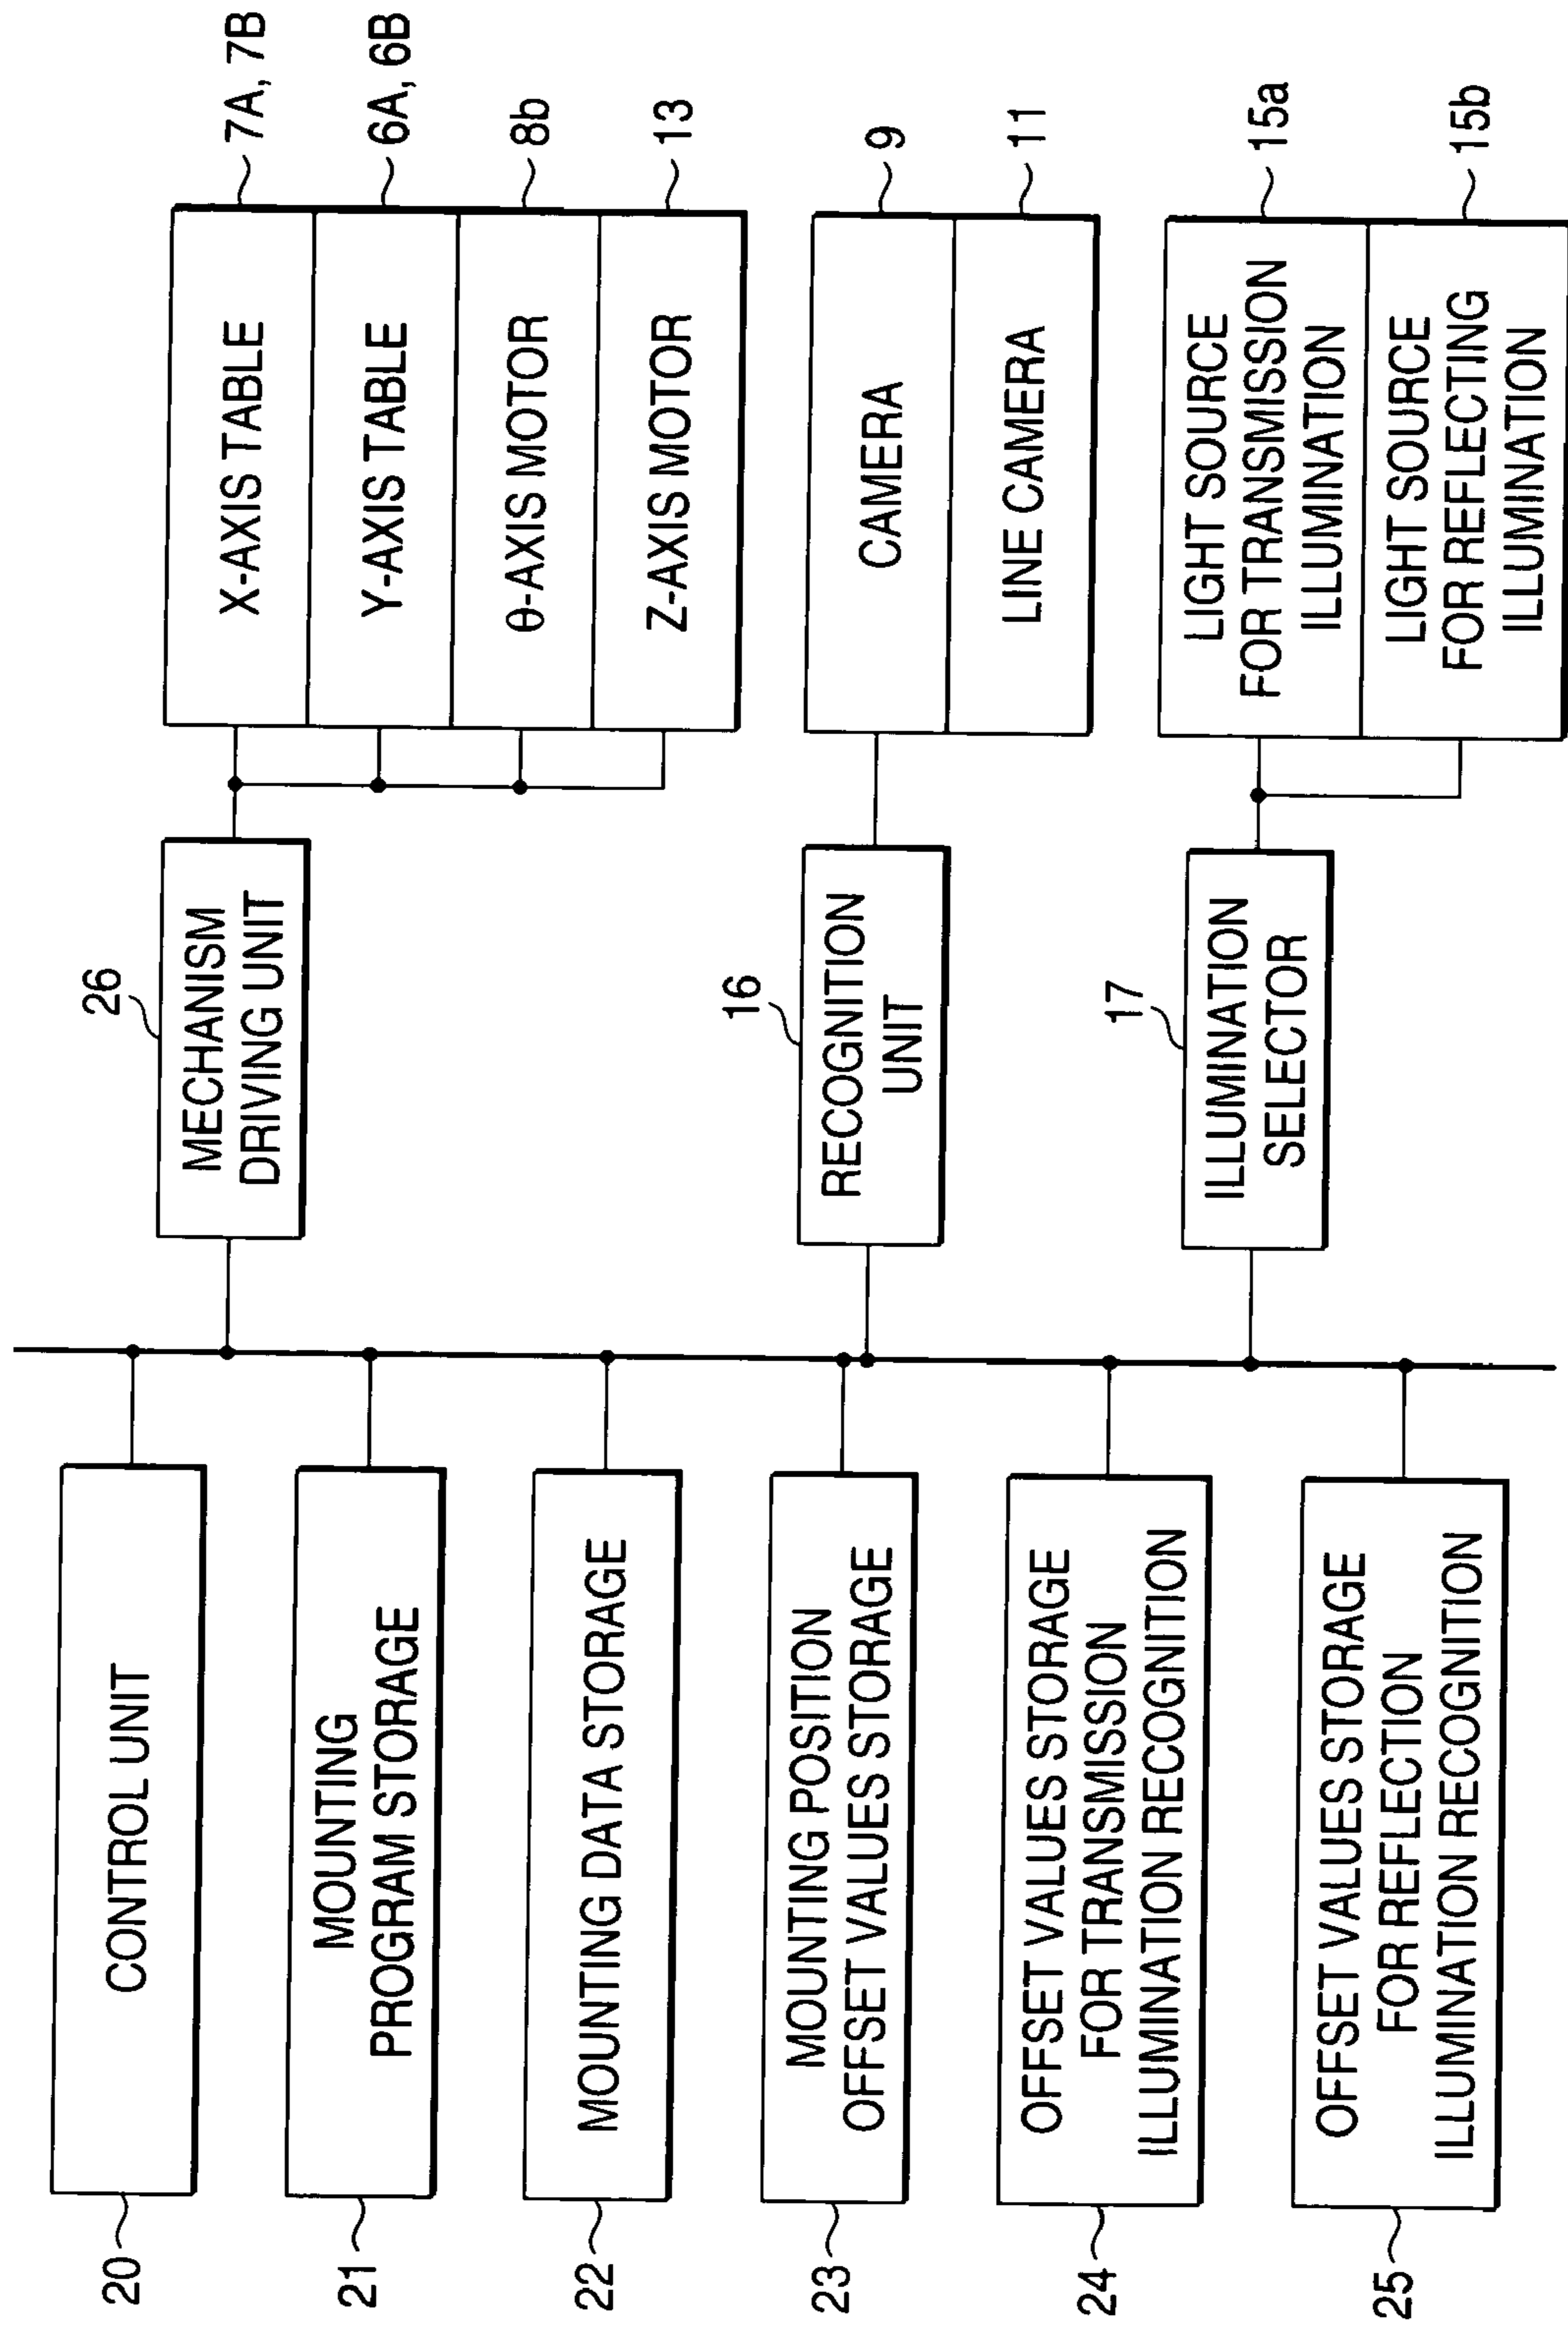 20
CONTROL UNIT
21
MOUNTING
PROGRAM STORAGE
22
MOUNTING DATA STORAGE
23
MOUNTING POSITION
OFFSET VALUES STORAGE
24
OFFSET VALUES STORAGE
FOR TRANSMISSION
ILLUMINATION RECOGNITION
25
OFFSET VALUES STORAGE
FOR REFLECTION
ILLUMINATION RECOGNITION
26
MECHANISM
DRIVING UNIT
16
RECOGNITION
UNIT
17
ILLUMINATION
SELECTOR
X-AXIS TABLE
7A, 7B
Y-AXIS TABLE
6A, 6B
θ-AXIS MOTOR
8b
Z-AXIS MOTOR
13
CAMERA
9
LINE CAMERA
11
LIGHT SOURCE
FOR TRANSMISSION
ILLUMINATION
15a
LIGHT SOURCE
FOR REFLECTING
ILLUMINATION
15b